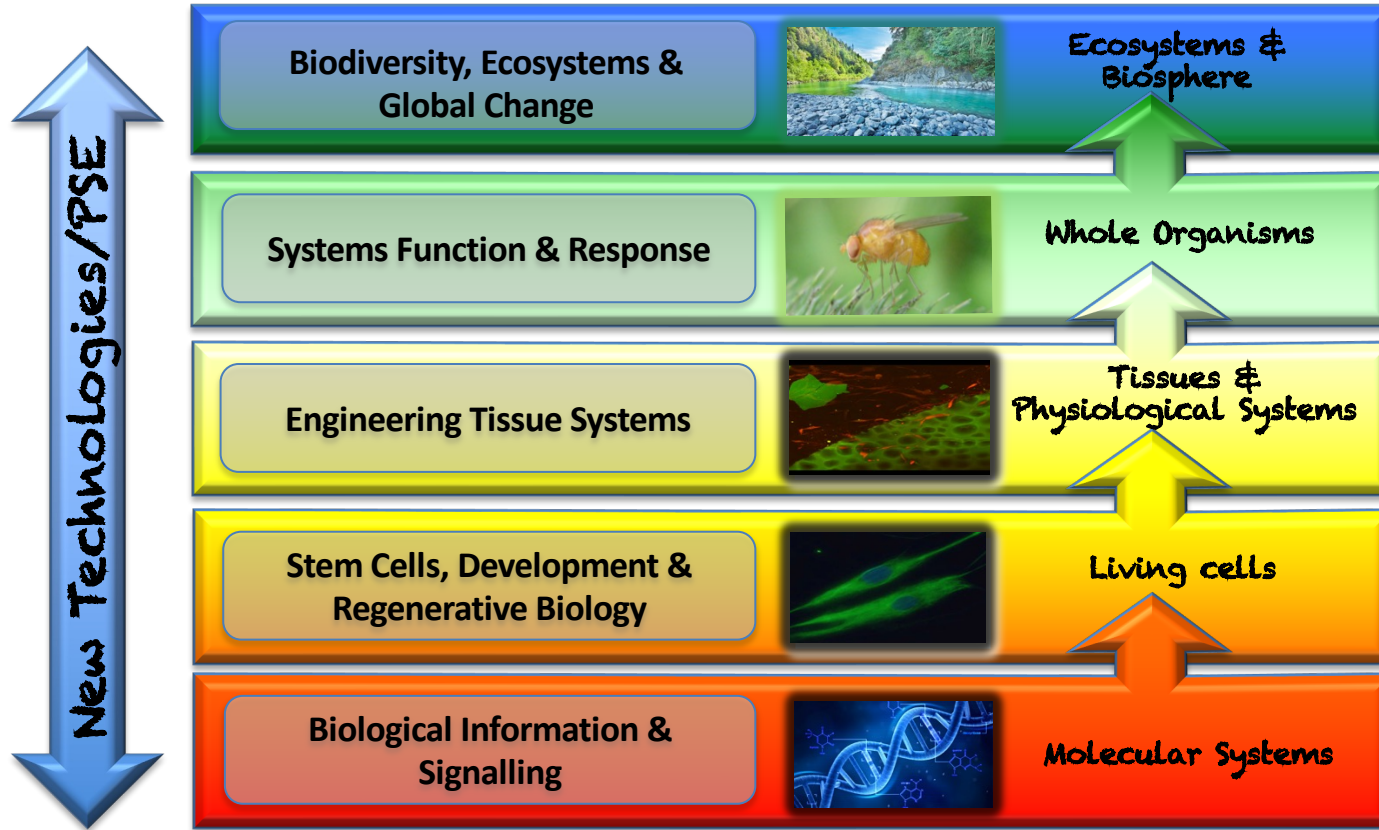 New Technologies/PSE
Biodiversity, Ecosystems &
Global Change
Ecosystems &
Biosphere
Systems Function & Response
Whole Organisms
Engineering Tissue Systems
Tissues &
Physiological Systems
Stem Cells, Development &
Regenerative Biology
Living cells
Biological Information &
Signalling
Molecular Systems